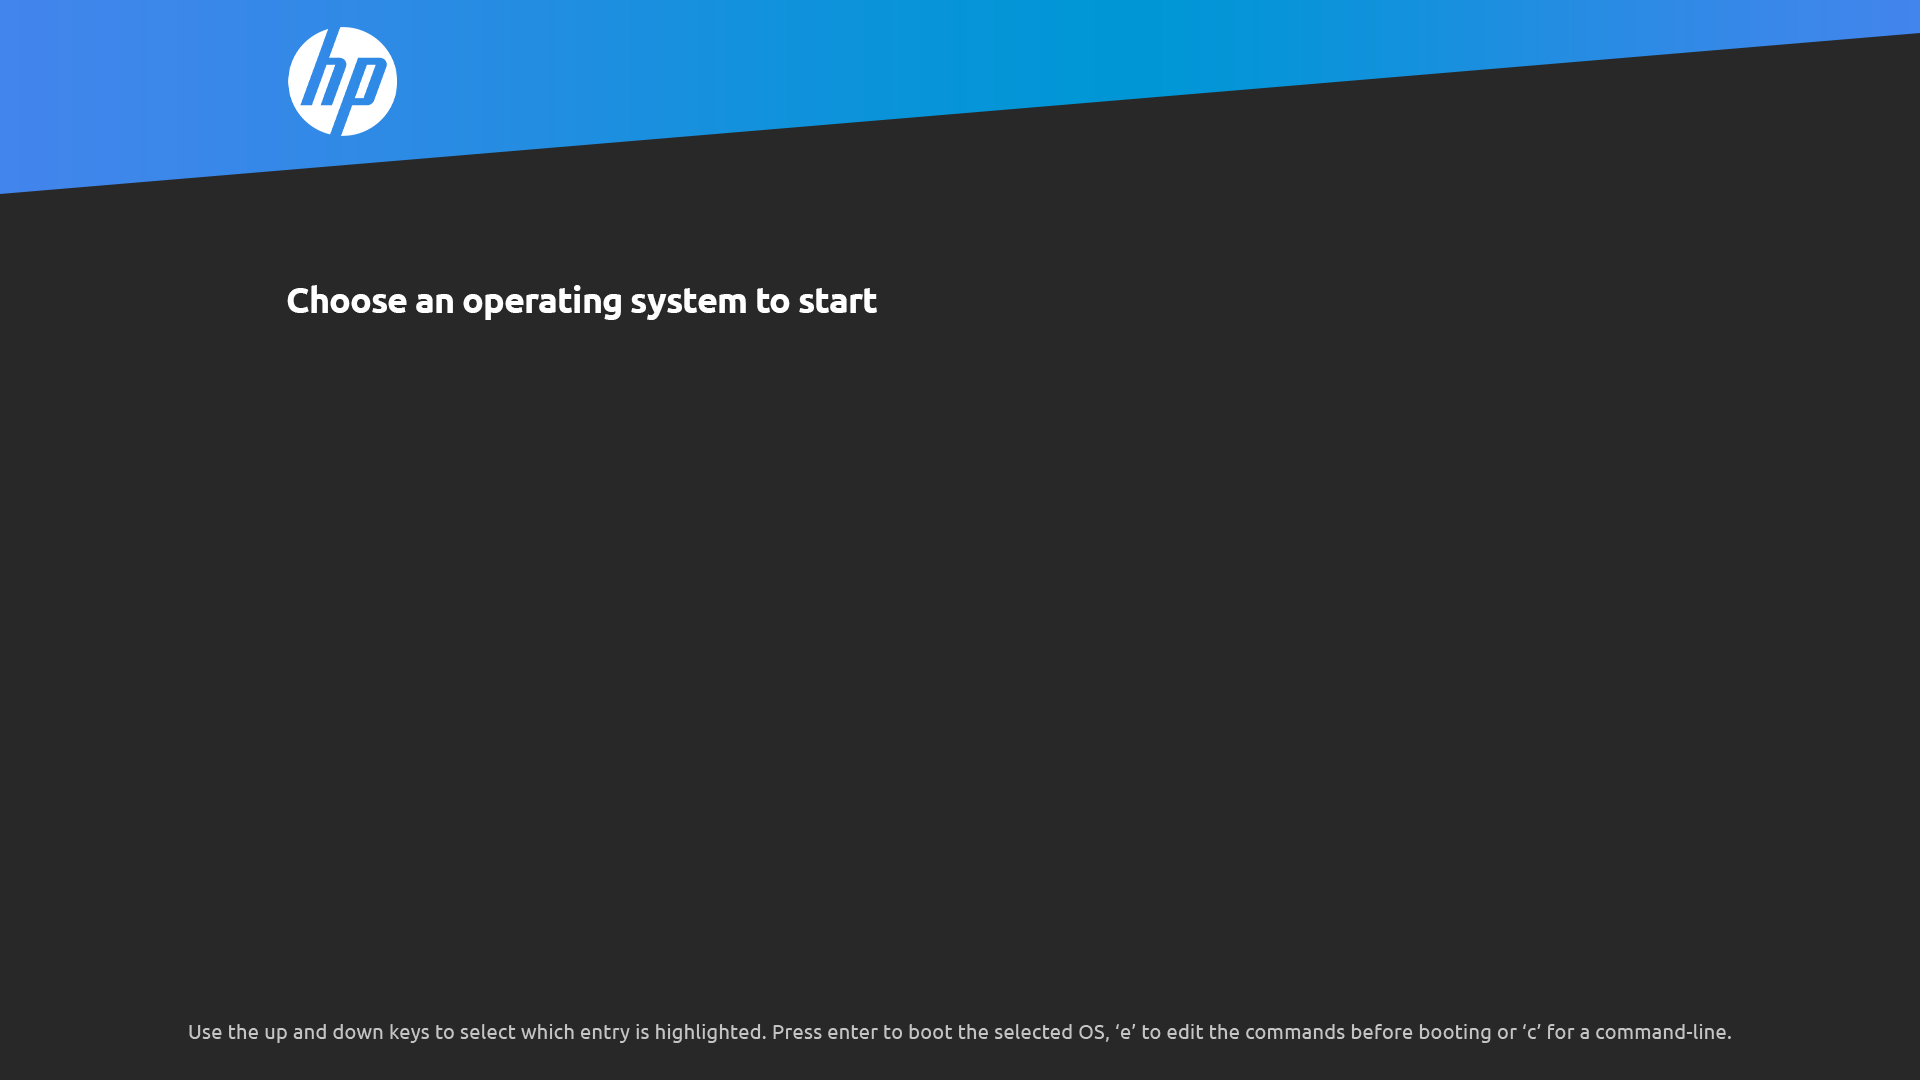 hp
Choose an operating system to start
Use the up and down keys to select which entry is highlighted. Press enter to boot the selected OS, ‘e’ to edit the commands before booting or ‘c’ for a command-line.